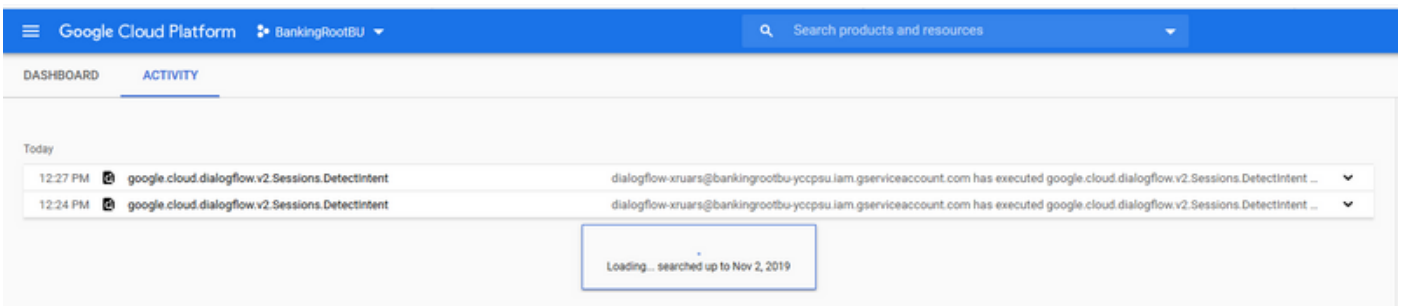 Google Cloud Platform BankingRootBU Search products and resources
DASHBOARD ACTIVITY
Today
12:27 PM google.cloud.dialogflow.v2.Sessions.DetectIntent dialogflow-xruars@bankingrootbu-yccpsu.iam.gserviceaccount.com has executed google.cloud.dialogflow.v2.Sessions.DetectIntent ...
12:24 PM google.cloud.dialogflow.v2.Sessions.DetectIntent dialogflow-xruars@bankingrootbu-yccpsu.iam.gserviceaccount.com has executed google.cloud.dialogflow.v2.Sessions.DetectIntent ...
Loading... searched up to Nov 2, 2019